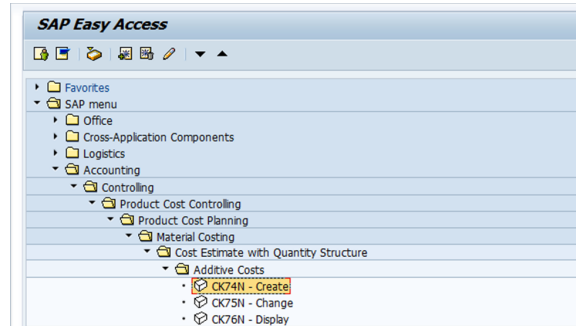 SAP Easy Access
Favorites
SAP menu
Office
Cross-Application Components
Logistics
Accounting
Controlling
Product Cost Controlling
Product Cost Planning
Material Costing
Cost Estimate with Quantity Structure
Additive Costs
CK74N - Create
CK75N - Change
CK76N - Display